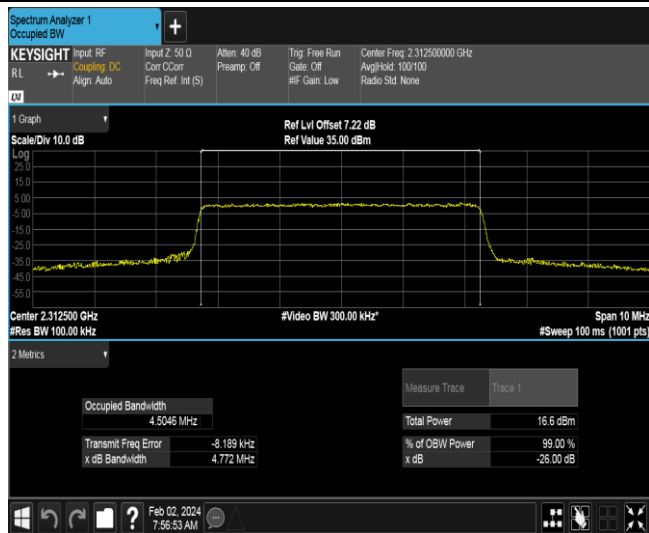 Spectrum Analyzer 1
Occupied BW
+
KEYSIGHT Input: RF Input Z: 50 Ω Atten: 40 dB Trig: Free Run Center Freq: 2.312500000 GHz
RL Coupling: DC Corr CCorr Preamp: Off Gate: Off Avg|Hold: 100/100
Align: Auto Freq Ref: Int (S) #IF Gain: Low Radio Std: None
1 Graph
Ref Lvl Offset 7.22 dB
Scale/Div 10.0 dB Ref Value 35.00 dBm
Log
25.0
15.0
5.00
-5.00
-15.0
-25.0
-35.0
-45.0
-55.0
Center 2.312500 GHz #Video BW 300.00 kHz* Span 10 MHz
#Res BW 100.00 kHz #Sweep 100 ms (1001 pts)
2 Metrics
Measure Trace Trace 1
Occupied Bandwidth
4.5046 MHz Total Power 16.6 dBm
Transmit Freq Error -8.189 kHz % of OBW Power 99.00 %
x dB Bandwidth 4.772 MHz x dB -26.00 dB
? Feb 02, 2024
7:56:53 AM